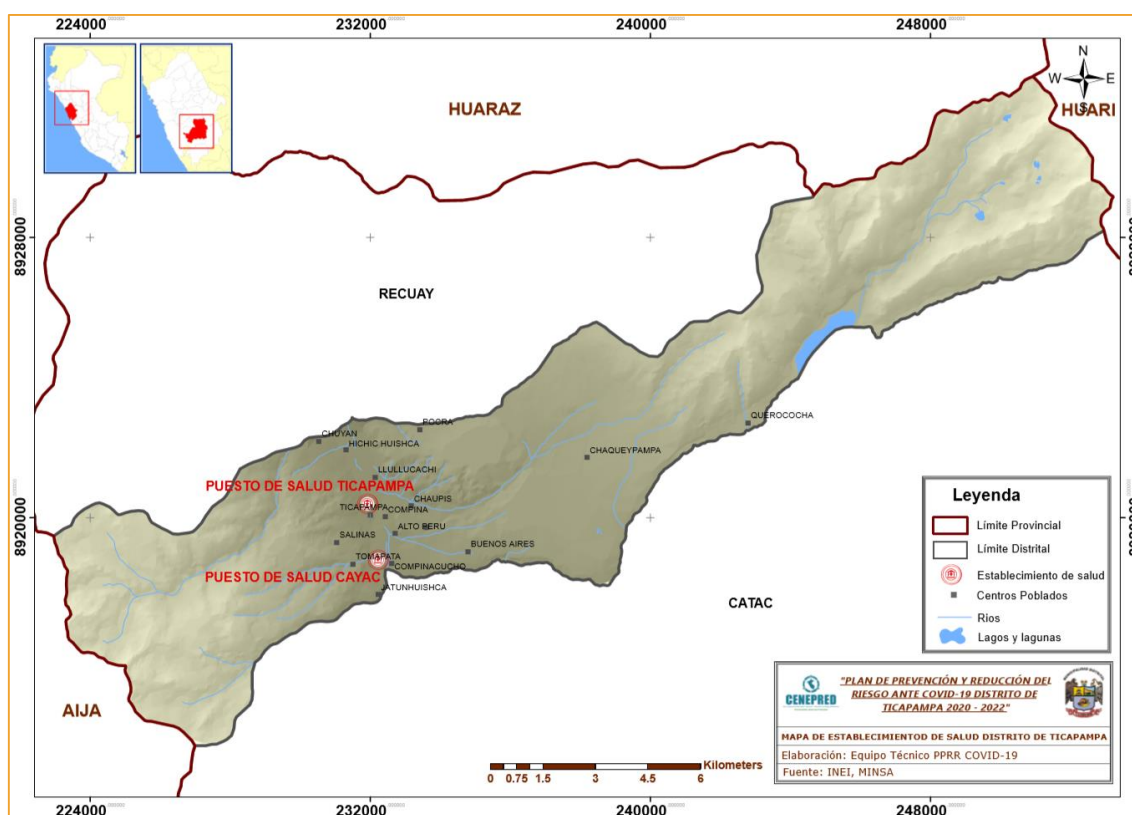 224000 232000 240000 248000
N
W E
S
HUARAZ
HUARI
8928000
8928000
RECUAY
POCRA
QUEROCOCHA
CHUYAN
HICHIC HUISHCA
CHAQUEYPAMPA
LLULLUCACHI
PUESTO DE SALUD TICAPAMPA
CHAUPIS
TICAPAMPA
COMPINA
8920000
8920000
ALTO PERU
SALINAS
BUENOS AIRES
TOMAPATA
COMPINACUCHO
PUESTO DE SALUD CAYAC
JATUNHUISHCA
CATAC
AIJA
Leyenda
Límite Provincial
Límite Distrital
Establecimiento de salud
Centros Poblados
Rios
Lagos y lagunas
CENEPRED
"PLAN DE PREVENCIÓN Y REDUCCIÓN DEL
RIESGO ANTE COVID-19 DISTRITO DE
TICAPAMPA 2020 - 2022"
MAPA DE ESTABLECIMIENTOD DE SALUD DISTRITO DE TICAPAMPA
Elaboración: Equipo Técnico PPRR COVID-19
Fuente: INEI, MINSA
Kilometers
0 0.75 1.5 3 4.5 6
224000 232000 240000 248000